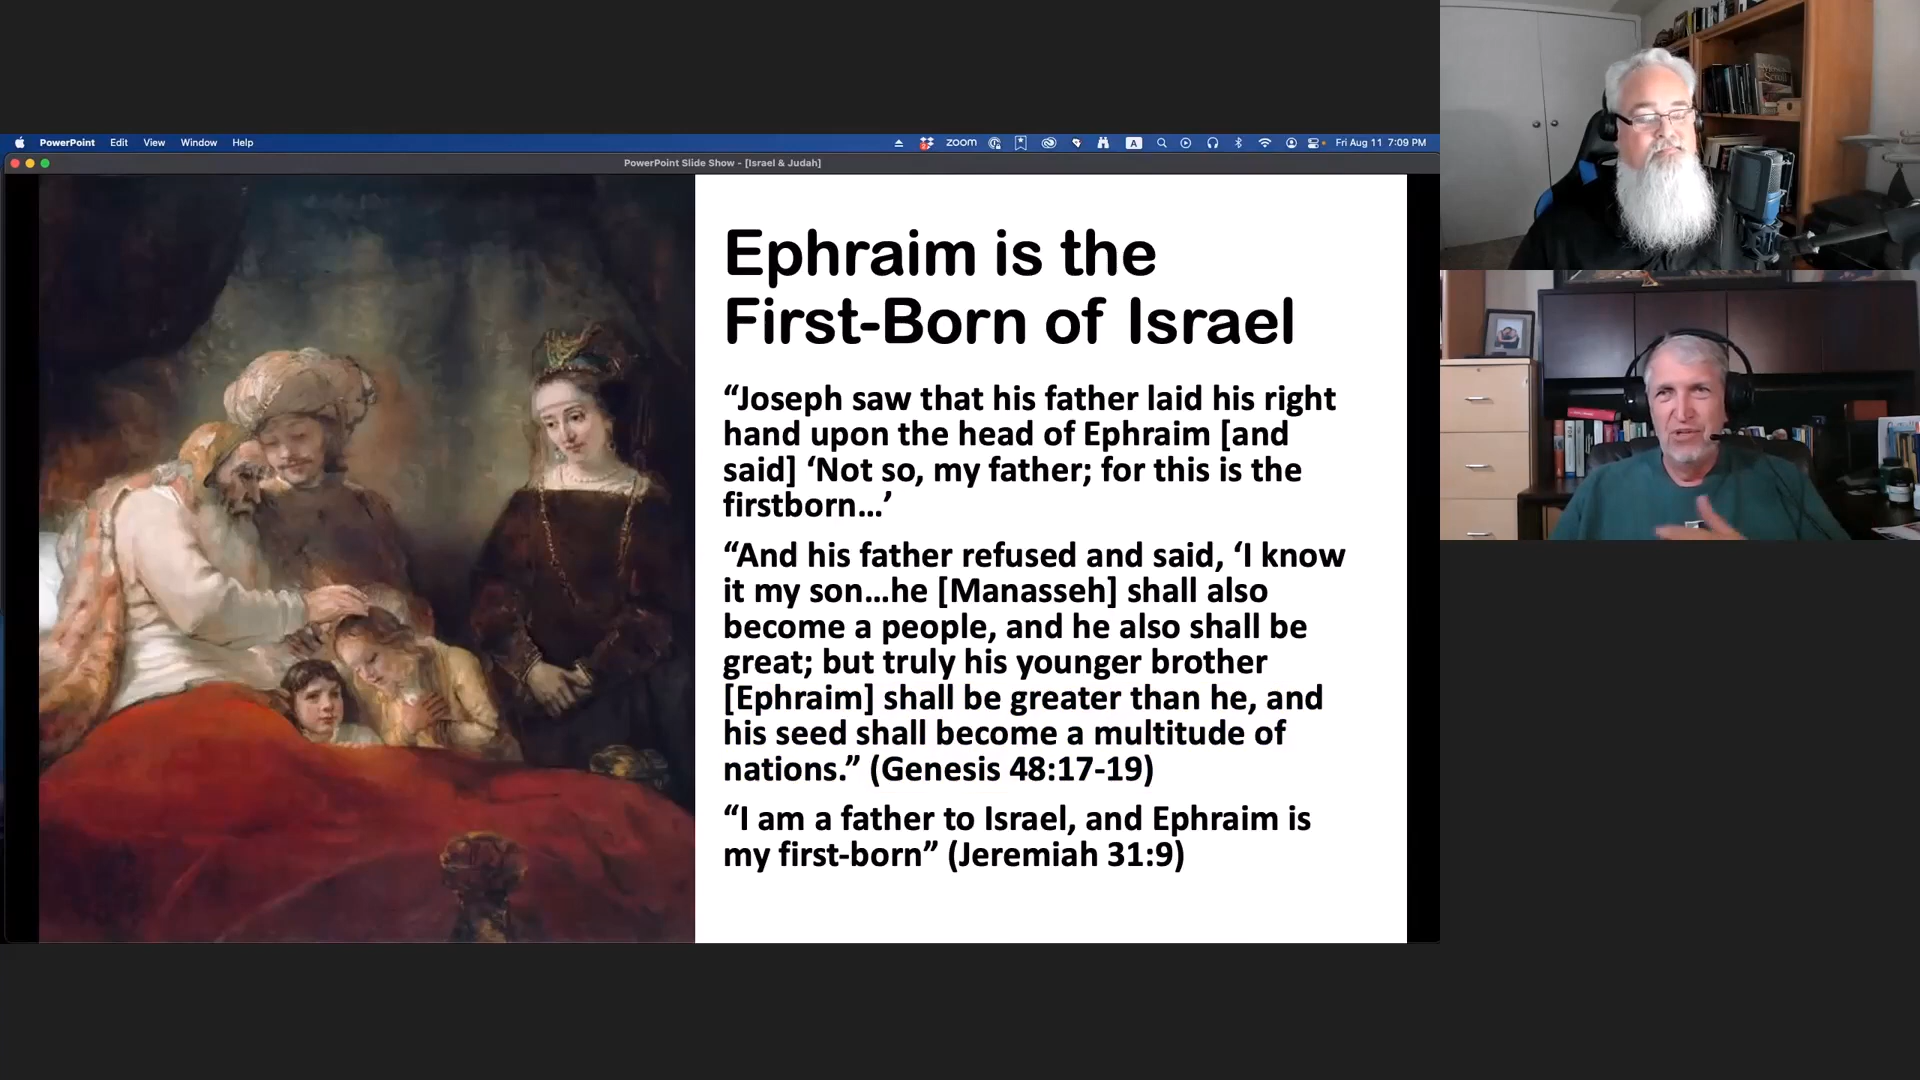 PowerPoint Edit View Window Help zoom A Fri Aug 11 7:09 PM
PowerPoint Slide Show - [Israel & Judah]
Ephraim is the
First-Born of Israel
“Joseph saw that his father laid his right
hand upon the head of Ephraim [and
said] ‘Not so, my father; for this is the
firstborn...’
“And his father refused and said, ‘I know
it my son...he [Manasseh] shall also
become a people, and he also shall be
great; but truly his younger brother
[Ephraim] shall be greater than he, and
his seed shall become a multitude of
nations.” (Genesis 48:17-19)
“I am a father to Israel, and Ephraim is
my first-born” (Jeremiah 31:9)